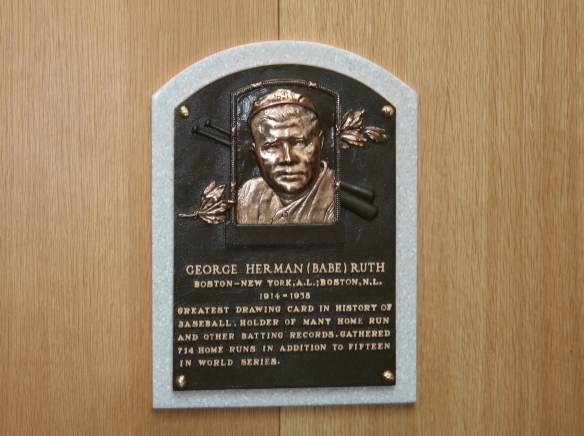 GEORGE HERMAN (BABE) RUTH
BOSTON-NEW YORK, A.L.; BOSTON, N.L.
1914-1935
GREATEST DRAWING CARD IN HISTORY OF
BASEBALL. HOLDER OF MANY HOME RUN
AND OTHER BATTING RECORDS. GATHERED
714 HOME RUNS IN ADDITION TO FIFTEEN
IN WORLD SERIES.